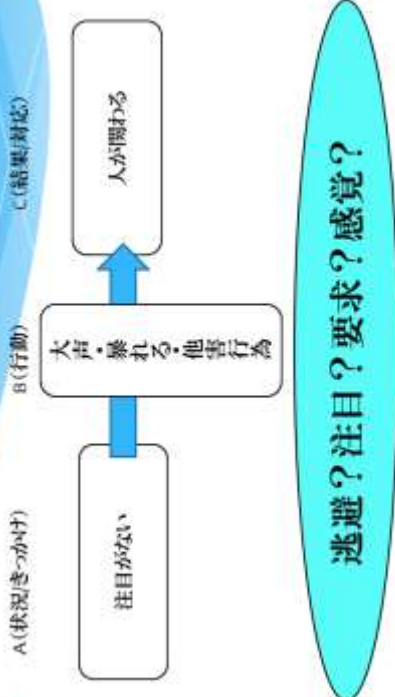 A(状況/きっかけ)
B(行動)
C(結果/対応)
注目がない
大声・暴れる・他害行為
人が関わる
逃避？注目？要求？感覚？